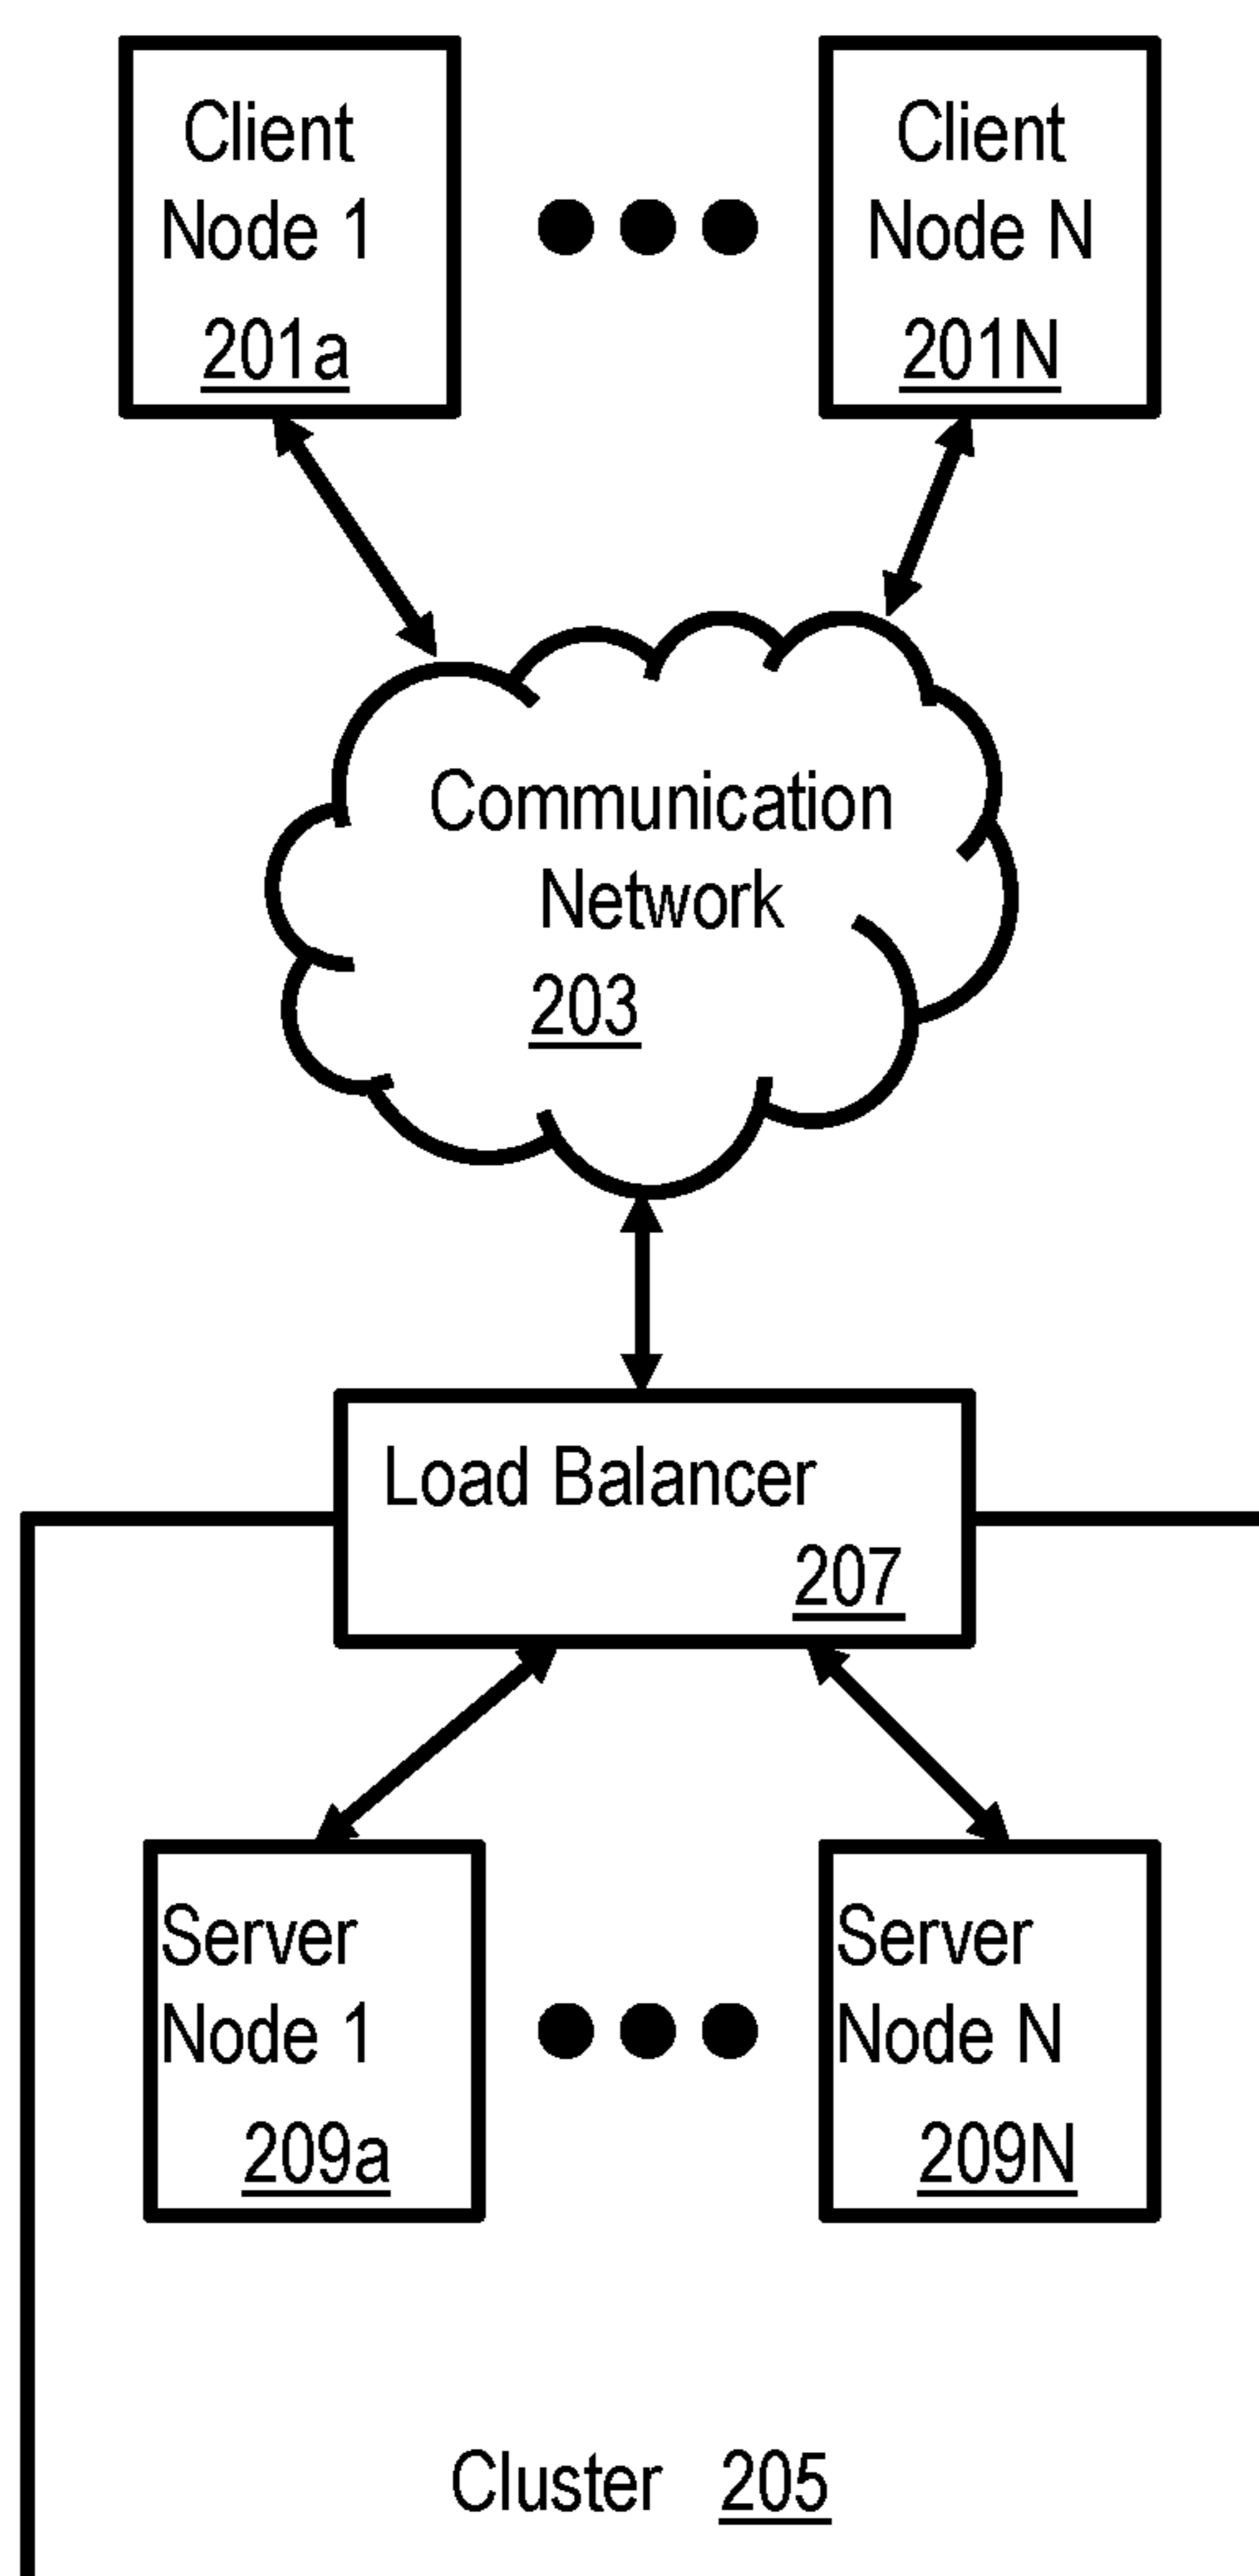 Client
Node 1
201a
Client
Node N
201N
Communication
Network
203
Load Balancer
207
Server
Node 1
209a
Server
Node N
209N
Cluster 205